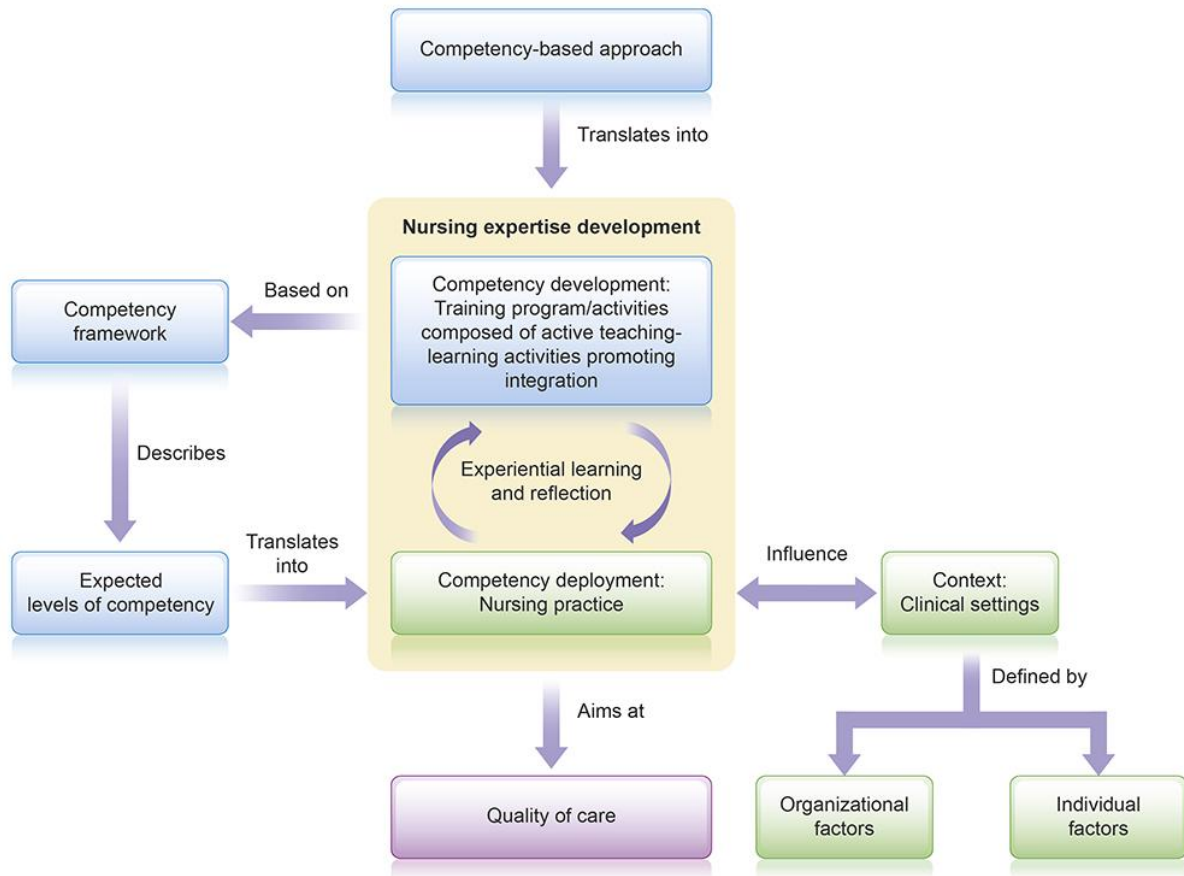 Competency-based approach
Translates into
Nursing expertise development
Competency development:
Training program/activities
composed of active teaching-
learning activities promoting
integration
Based on
Competency
framework
Describes
Experiential learning
and reflection
Expected
levels of competency
Translates
into
Competency deployment:
Nursing practice
Influence
Context:
Clinical settings
Defined by
Aims at
Quality of care
Organizational
factors
Individual
factors